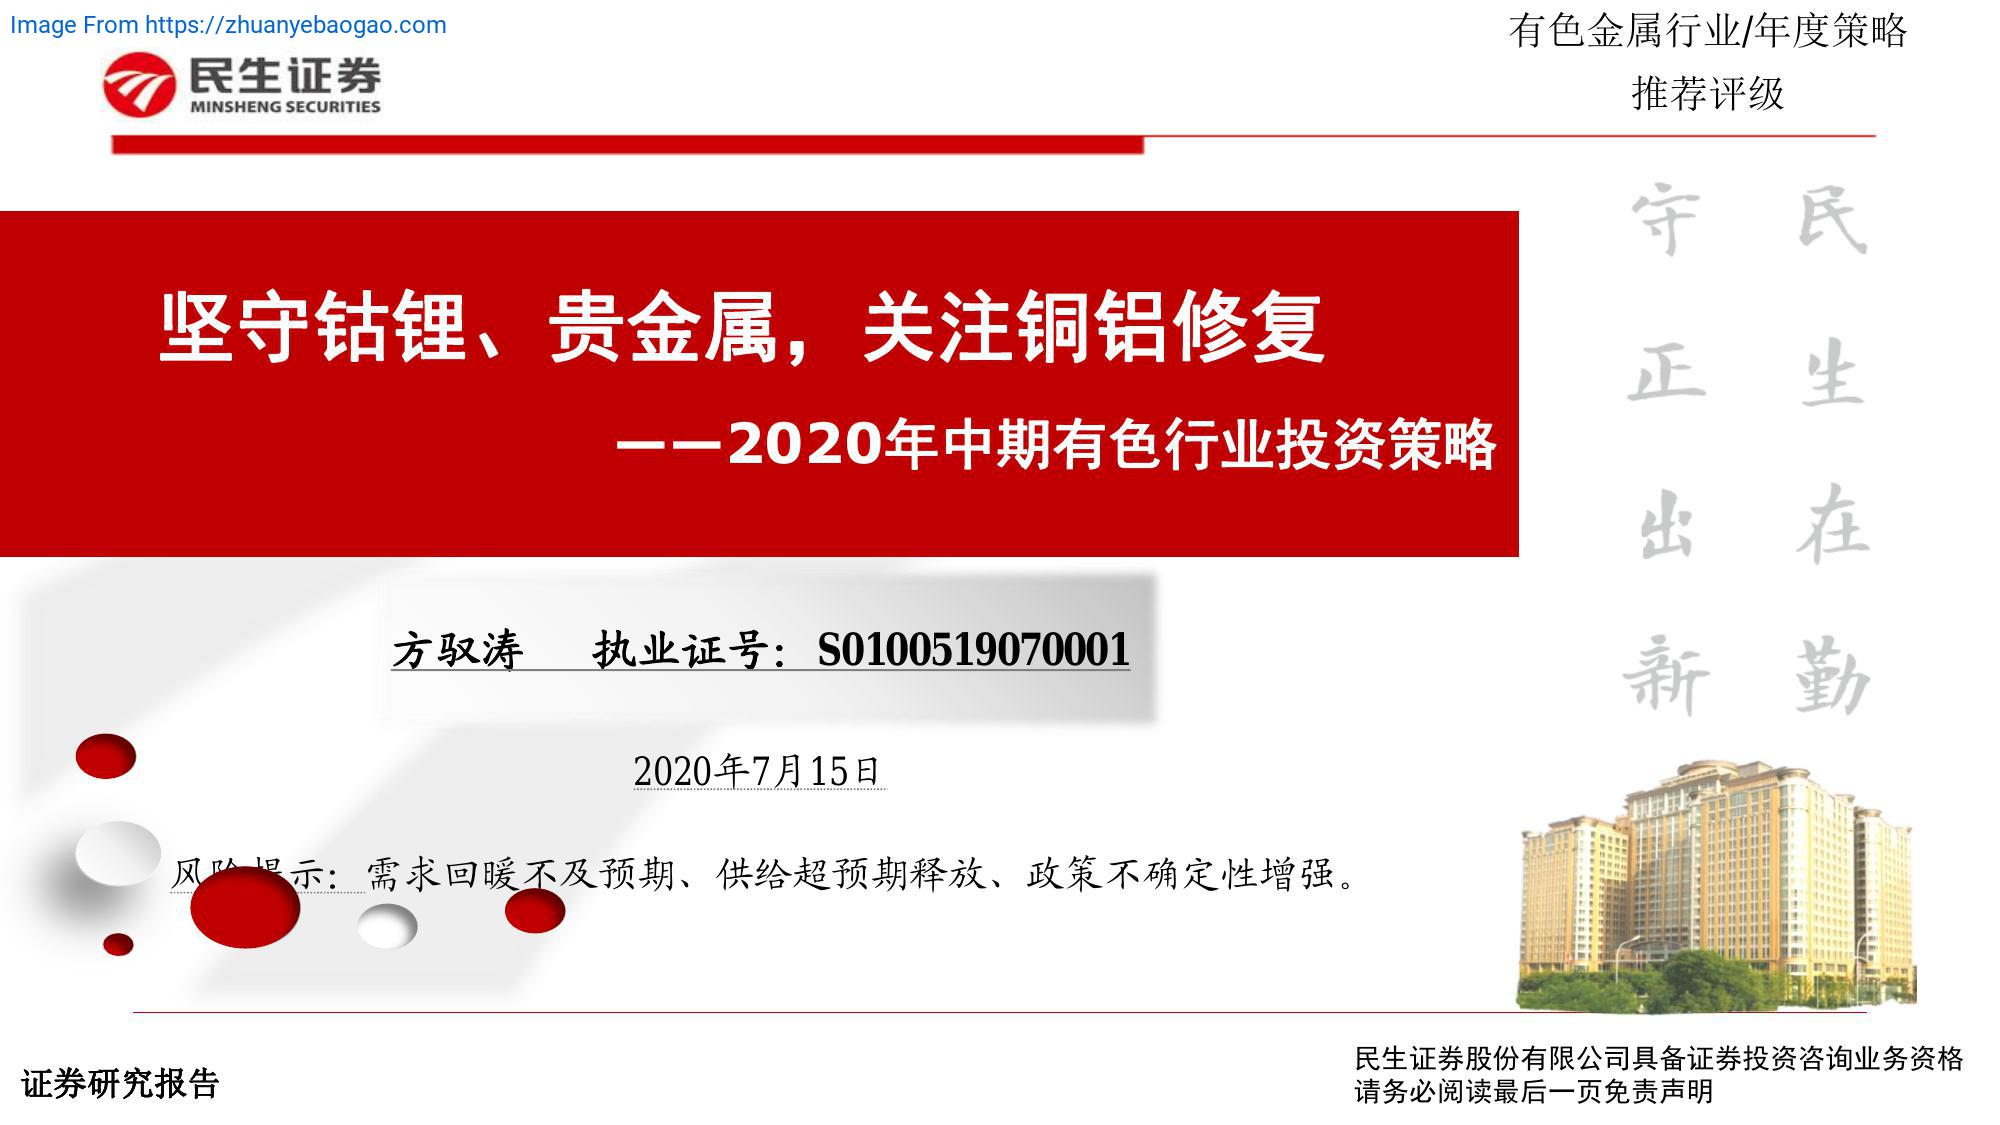 Image From https://zhuanyebaogao.com
民生证券
MINSHENG SECURITIES
有色金属行业/年度策略
推荐评级
坚守钴锂、贵金属，关注铜铝修复
——2020年中期有色行业投资策略
民生在勤
守正出新
方驭涛 执业证号：S0100519070001
2020年7月15日
风险提示：需求回暖不及预期、供给超预期释放、政策不确定性增强。
证券研究报告
民生证券股份有限公司具备证券投资咨询业务资格
请务必阅读最后一页免责声明